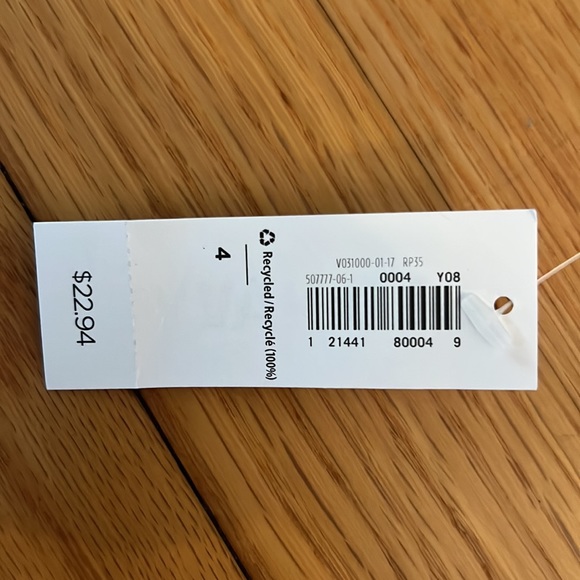 V031000-01-17 RP35
507777-06-1 0004 Y08
1 21441 80004 9
♻ Recycled/Recyclé (100%)
4
$22.94